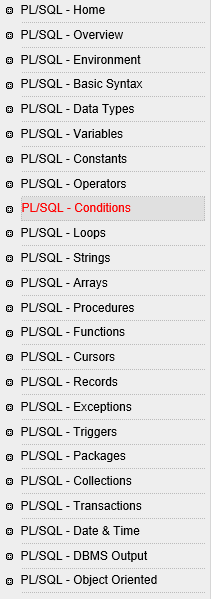 PL/SQL - Home
PL/SQL - Overview
PL/SQL - Environment
PL/SQL - Basic Syntax
PL/SQL - Data Types
PL/SQL - Variables
PL/SQL - Constants
PL/SQL - Operators
PL/SQL - Conditions
PL/SQL - Loops
PL/SQL - Strings
PL/SQL - Arrays
PL/SQL - Procedures
PL/SQL - Functions
PL/SQL - Cursors
PL/SQL - Records
PL/SQL - Exceptions
PL/SQL - Triggers
PL/SQL - Packages
PL/SQL - Collections
PL/SQL - Transactions
PL/SQL - Date & Time
PL/SQL - DBMS Output
PL/SQL - Object Oriented